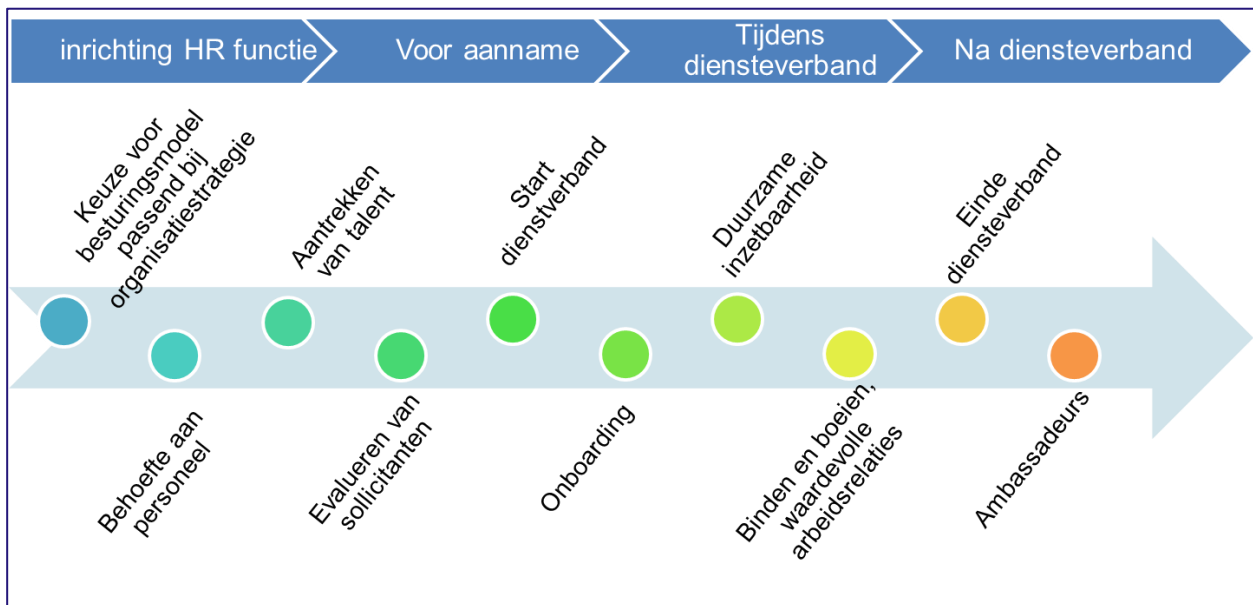 inrichting HR functie
Voor aanname
Tijdens
diensteverband
Na diensteverband
Keuze voor
besturingsmodel
passend bij
organisatiestrategie
Behoefte aan
personeel
Aantrekken
van talent
Evalueren van
sollicitanten
Start
dienstverband
Onboarding
Duurzame
inzetbaarheid
Binden en boeien,
waardevolle
arbeidsrelaties
Einde
diensteverband
Ambassadeurs